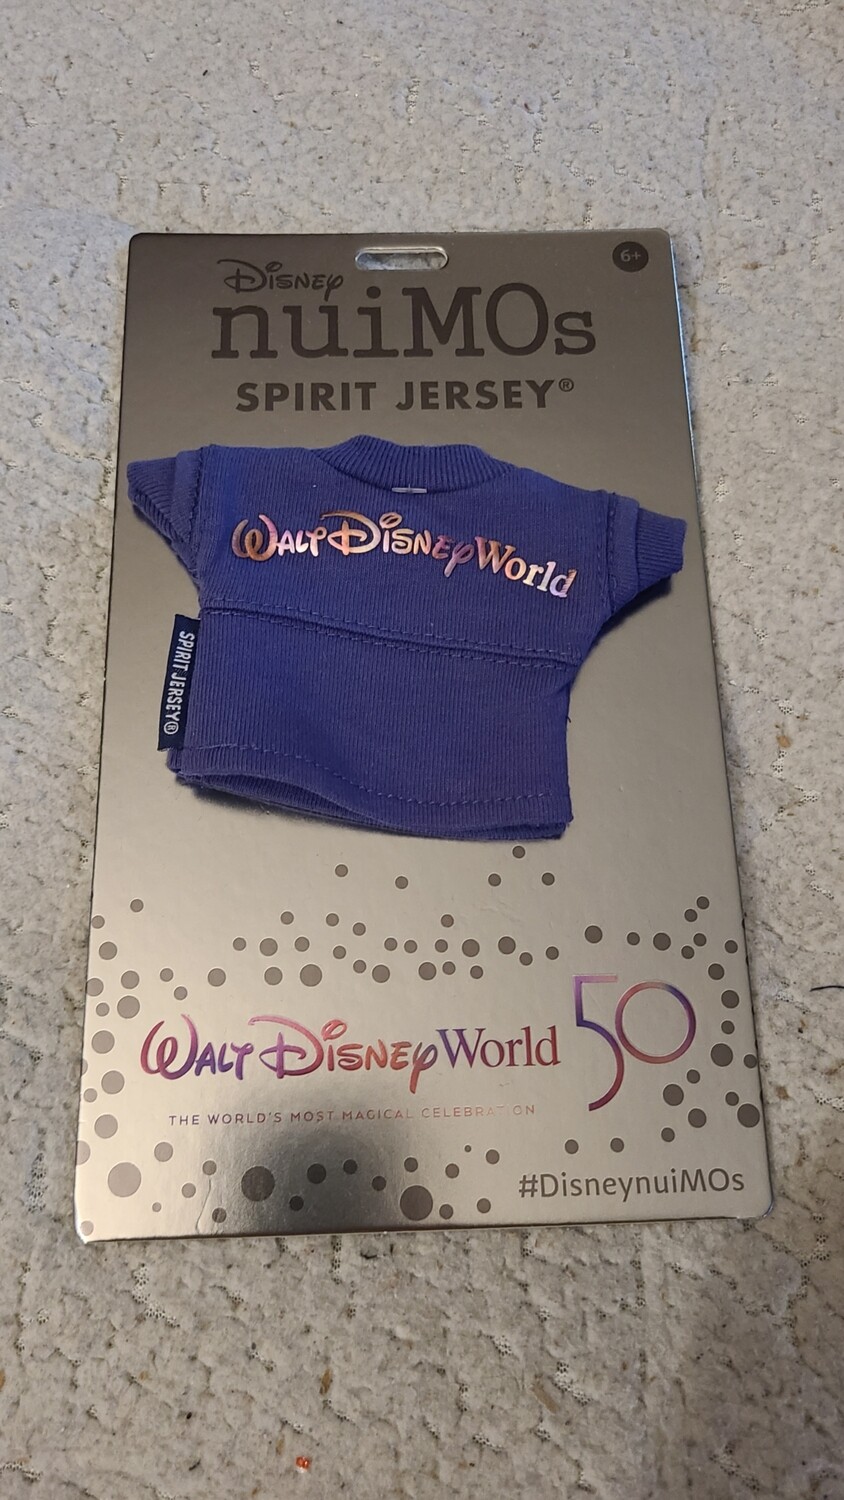 6+
Disney
nuiMOs
SPIRIT JERSEY®
Walt Disney World
SPIRIT JERSEY®
Walt Disney World 50
THE WORLD'S MOST MAGICAL CELEBRATION
#DisneynuiMOs